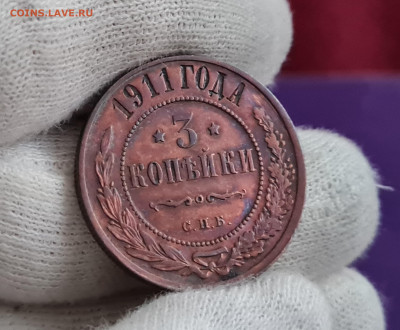 COINS.LAVE.RU
1911 ГОДА
★ 3 ★
КОПѢЙКИ
С.П.Б.